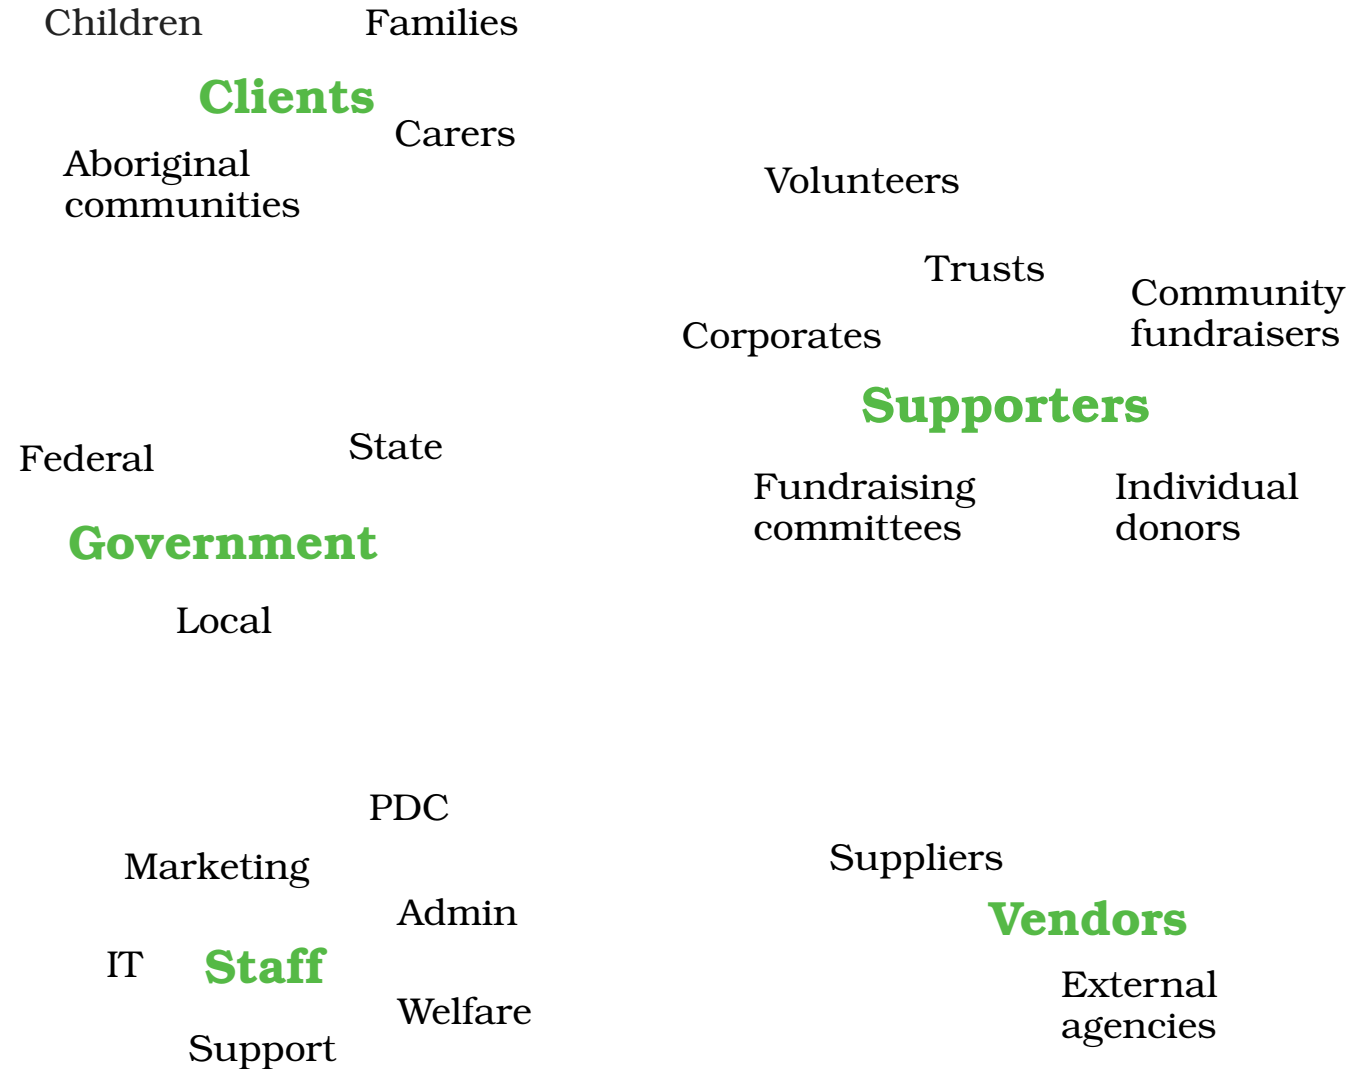 Children
Families
Clients
Carers
Aboriginal
communities
Volunteers
Trusts
Community
fundraisers
Corporates
Supporters
Fundraising
committees
Individual
donors
Federal
State
Government
Local
PDC
Marketing
Admin
IT
Staff
Welfare
Support
Suppliers
Vendors
External
agencies